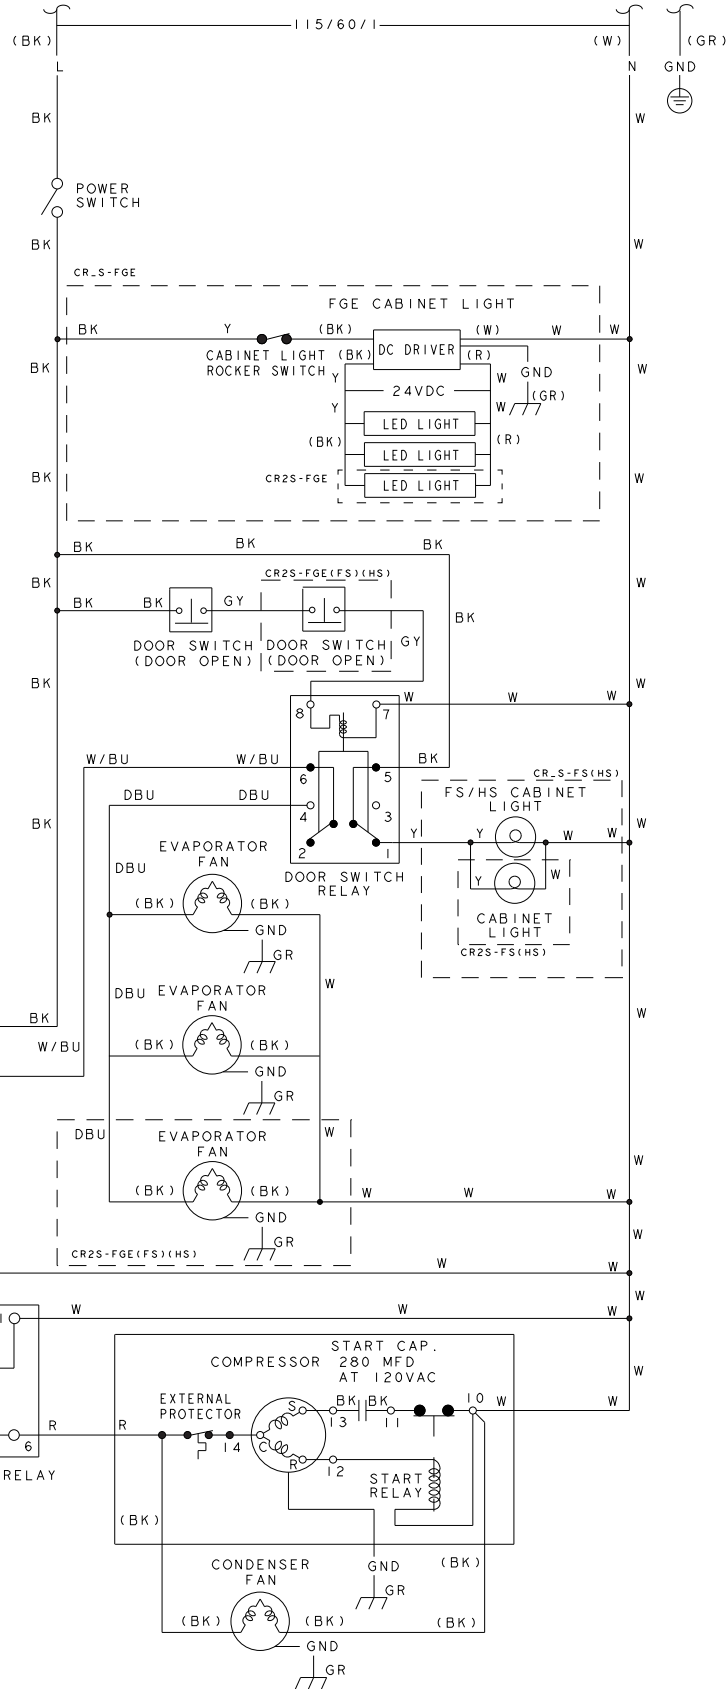 115/60/1
(BK)
(W)
(GR)
L
N
GND
BK
W
POWER
SWITCH
BK
W
CR_S-FGE
FGE CABINET LIGHT
BK
Y
(BK)
(W)
W
W
CABINET LIGHT
ROCKER SWITCH
(BK)
DC DRIVER
(R)
BK
W
Y
24VDC
W
GND
Y
W
(GR)
LED LIGHT
(BK)
(R)
LED LIGHT
CR2S-FGE
LED LIGHT
BK
W
BK
BK
BK
BK
W
CR2S-FGE(FS)(HS)
BK
BK
GY
BK
DOOR SWITCH
(DOOR OPEN)
DOOR SWITCH
(DOOR OPEN)
GY
BK
W
W
W
W
8
7
W/BU
W/BU
6
5
BK
CR_S-FS(HS)
DBU
DBU
4
3
FS/HS CABINET
LIGHT
BK
W
2
1
Y
Y
W
W
DOOR SWITCH
RELAY
Y
W
CABINET
LIGHT
CR2S-FS(HS)
EVAPORATOR
FAN
DBU
(BK)
(BK)
GND
GR
W
DBU
EVAPORATOR
FAN
BK
W
W/BU
(BK)
(BK)
GND
GR
DBU
EVAPORATOR
FAN
W
W
(BK)
(BK)
W
W
W
GND
GR
CR2S-FGE(FS)(HS)
W
W
W
W
W
W
W
W
START CAP.
280 MFD
AT 120VAC
COMPRESSOR
W
EXTERNAL
PROTECTOR
S
BK
BK
13
11
10
W
W
R
R
14
C
6
R
12
RELAY
START
RELAY
(BK)
GND
GR
(BK)
CONDENSER
FAN
(BK)
(BK)
(BK)
GND
GR